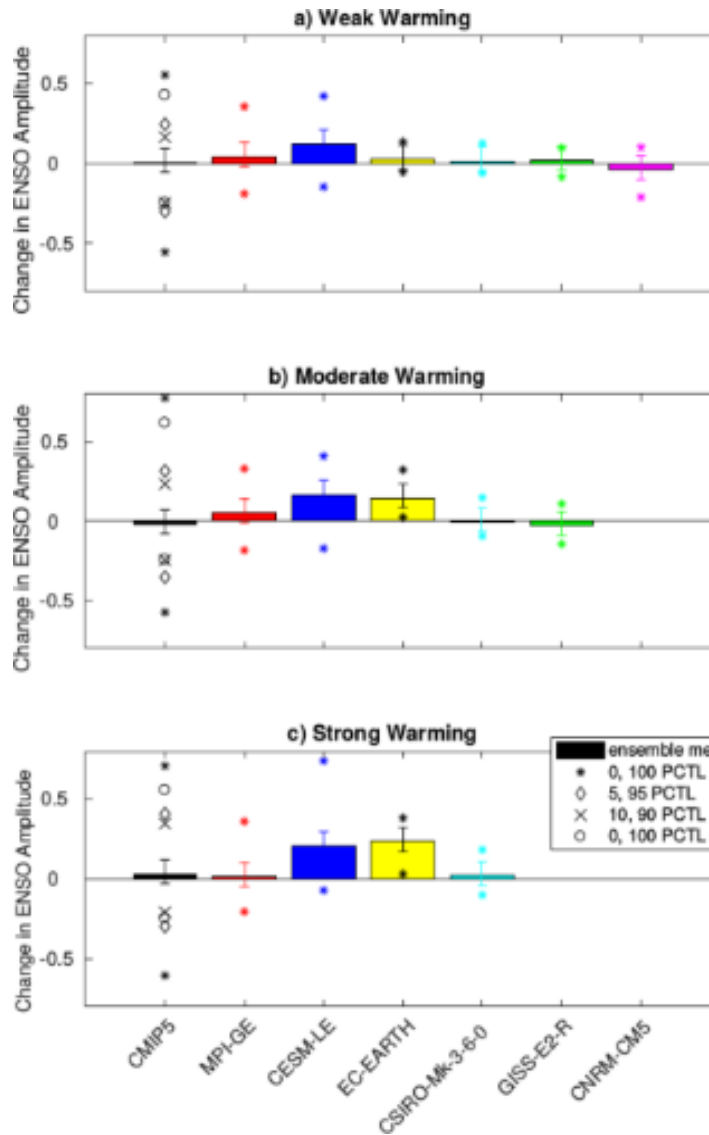 a) Weak Warming
Change in ENSO Amplitude
0.5
0
-0.5
b) Moderate Warming
Change in ENSO Amplitude
0.5
0
-0.5
c) Strong Warming
Change in ENSO Amplitude
0.5
0
-0.5
ensemble me
0, 100 PCTL
5, 95 PCTL
10, 90 PCTL
0, 100 PCTL
CMIP5
MPI-GE
CESM-LE
EC-EARTH
CSIRO-Mk-3-6-0
GISS-E2-R
CNRM-CM5